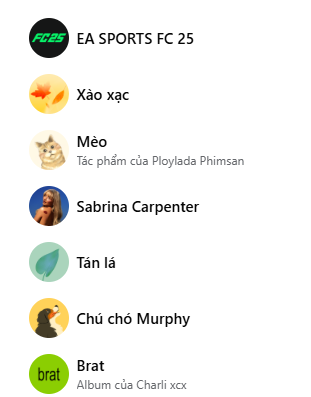 FC25
EA SPORTS FC 25
Xào xạc
Mèo
Tác phẩm của Ploylada Phimsan
Sabrina Carpenter
Tán lá
Chú chó Murphy
brat
Brat
Album của Charli xcx